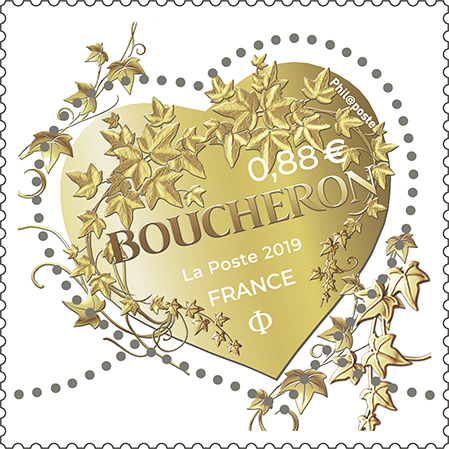 Phil@poste
0,88 €
BOUCHERON
La Poste 2019
FRANCE
Φ